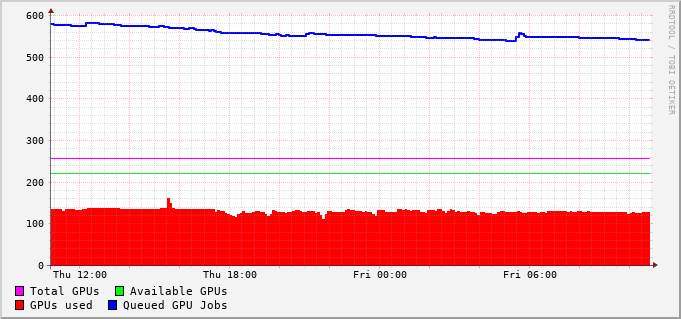 600
500
400
300
200
100
0
Thu 12:00 Thu 18:00 Fri 00:00 Fri 06:00
Total GPUs Available GPUs
GPUs used Queued GPU Jobs
RRDTOOL / TOBI OETIKER